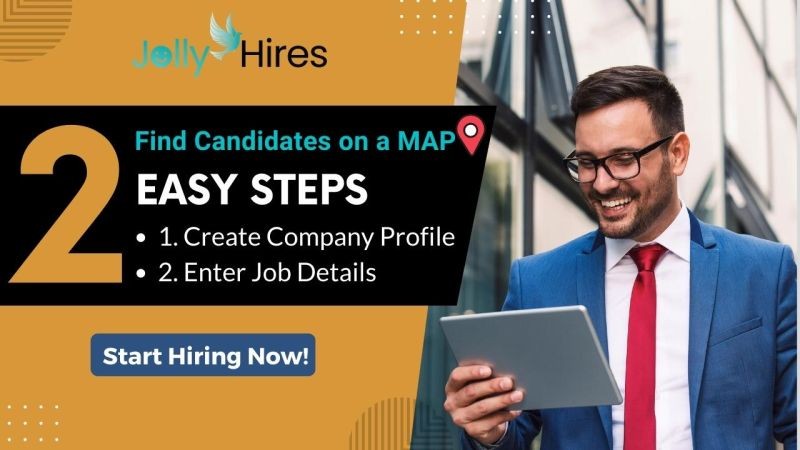 Jolly Hires
2
Find Candidates on a MAP
EASY STEPS
• 1. Create Company Profile
• 2. Enter Job Details
Start Hiring Now!